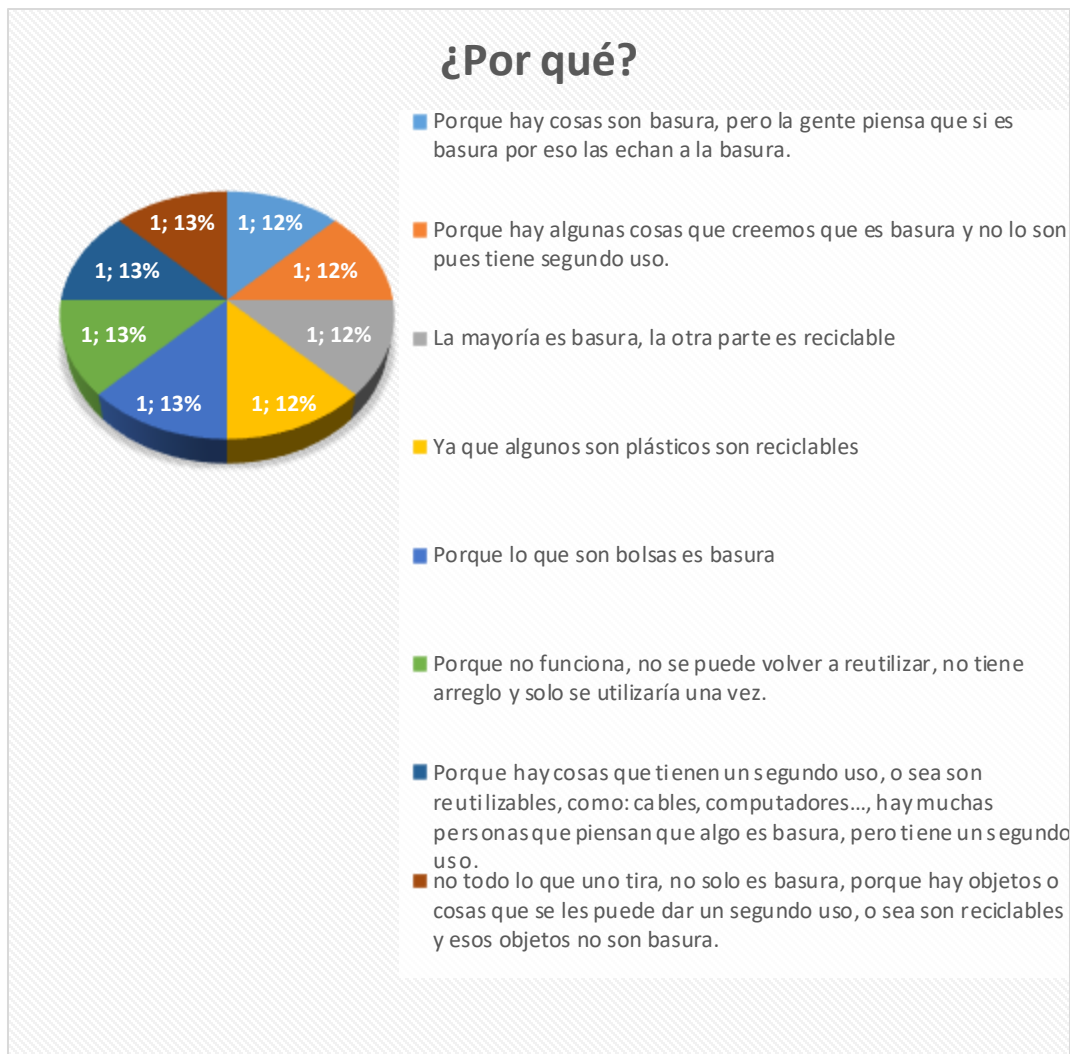 ¿Por qué?
Porque hay cosas son basura, pero la gente piensa que si es
basura por eso las echan a la basura.
Porque hay algunas cosas que creemos que es basura y no lo son
pues tiene segundo uso.
La mayoría es basura, la otra parte es reciclable
Ya que algunos son plásticos son reciclables
Porque lo que son bolsas es basura
Porque no funciona, no se puede volver a reutilizar, no tiene
arreglo y solo se utilizaría una vez.
Porque hay cosas que tienen un segundo uso, o sea son
reutilizables, como: cables, computadores..., hay muchas
personas que piensan que algo es basura, pero tiene un segundo
uso.
no todo lo que uno tira, no solo es basura, porque hay objetos o
cosas que se les puede dar un segundo uso, o sea son reciclables
y esos objetos no son basura.
1; 13%
1; 12%
1; 13%
1; 12%
1; 13%
1; 12%
1; 13%
1; 12%